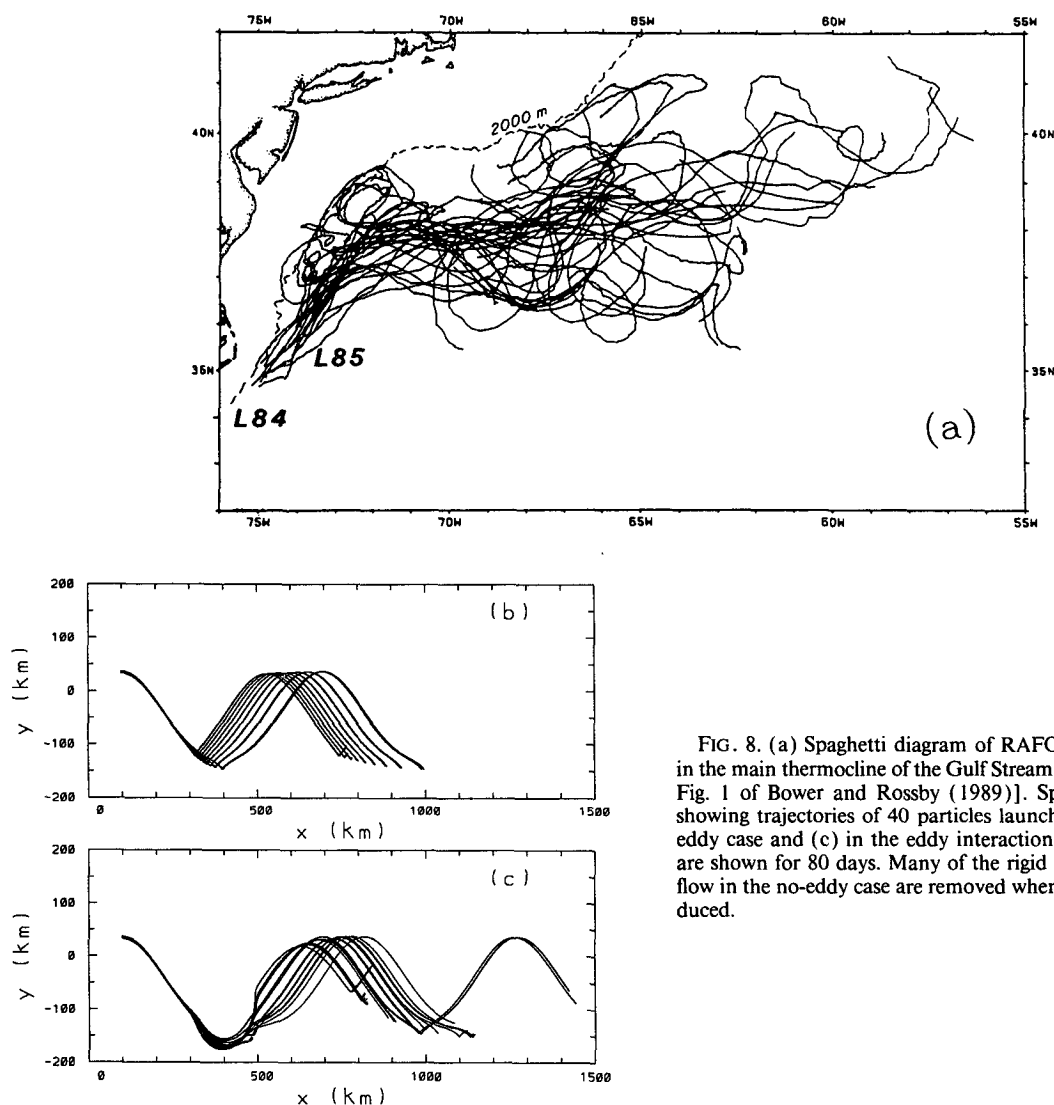 75W 70W 65W 60W 55W
2000 m
40N 40N
L85
35N 35N
L84
(a)
75W 70W 65W 60W 55W
200
(b)
100
y (km)
0
-100
-200
0 500 1000 1500
x (km)
200
(c)
100
y (km)
0
-100
-200
0 500 1000 1500
x (km)
FIG. 8. (a) Spaghetti diagram of RAFO
in the main thermocline of the Gulf Stream
Fig. 1 of Bower and Rossby (1989)]. Sp
showing trajectories of 40 particles launch
eddy case and (c) in the eddy interaction
are shown for 80 days. Many of the rigid
flow in the no-eddy case are removed when
duced.